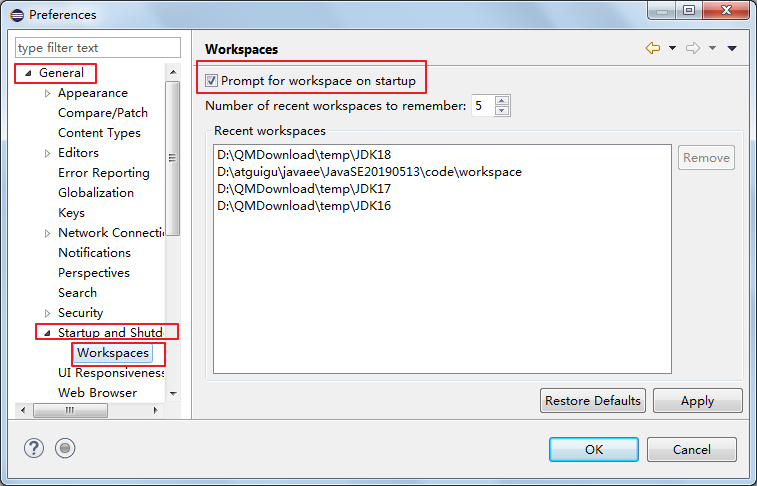 Preferences
type filter text
General
Appearance
Compare/Patch
Content Types
Editors
Error Reporting
Globalization
Keys
Network Connectio
Notifications
Perspectives
Search
Security
Startup and Shutd
Workspaces
UI Responsiveness
Web Browser
Workspaces
Prompt for workspace on startup
Number of recent workspaces to remember: 5
Recent workspaces
D:\QMDownload\temp\JDK18
D:\atguigu\javaee\JavaSE20190513\code\workspace
D:\QMDownload\temp\JDK17
D:\QMDownload\temp\JDK16
Remove
Restore Defaults
Apply
?
OK
Cancel